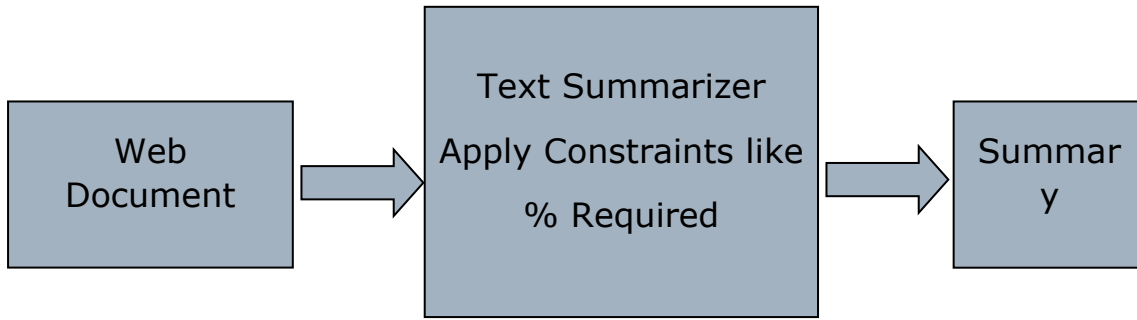 Web
Document
Text Summarizer
Apply Constraints like
% Required
Summar
y